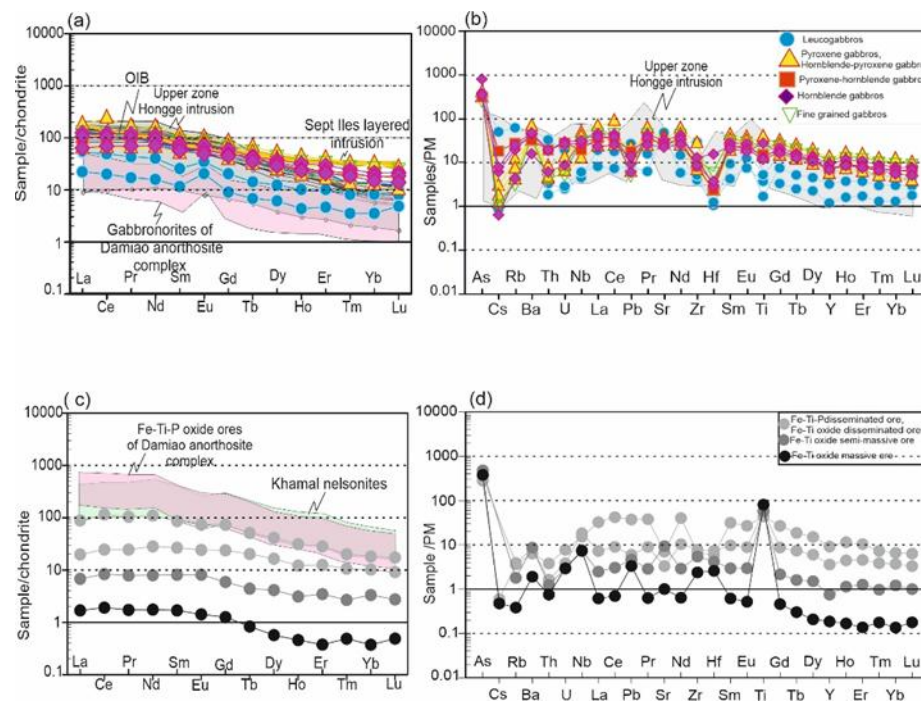 (a)
10000
1000
100
10
1
0.1
Sample/chondrite
OIB
Upper zone
Hongge intrusion
Sept Iles layered
intrusion
Gabbronorites of
Damiao anorthosite
complex
La Pr Sm Gd Dy Er Yb
Ce Nd Eu Tb Ho Tm Lu
(b)
10000
1000
100
10
1
0.1
0.01
Samples/PM
Upper zone
Hongge intrusion
Leucogabbros
Pyroxene gabbros,
Hornblende-pyroxene gabbr
Pyroxene-hornblende gabbro
Hornblende gabbros
Fine grained gabbros
As Rb Th Nb Ce Pr Nd Hf Eu Gd Dy Ho Tm Lu
Cs Ba U La Pb Sr Zr Sm Ti Tb Y Er Yb
(c)
10000
1000
100
10
1
0.1
Sample/chondrite
Fe-Ti-P oxide ores
of Damiao anorthosite
complex
Khamal nelsonites
La Pr Sm Gd Dy Er Yb
Ce Nd Eu Tb Ho Tm Lu
(d)
10000
1000
100
10
1
0.1
0.01
Sample /PM
Fe-Ti-Pdisseminated ore,
Fe-Ti oxide disseminated ore
Fe-Ti oxide semi-massive ore
Fe-Ti oxide massive ore
As Rb Th Nb Ce Pr Nd Hf Eu Gd Dy Ho Tm Lu
Cs Ba U La Pb Sr Zr Sm Ti Tb Y Er Yb